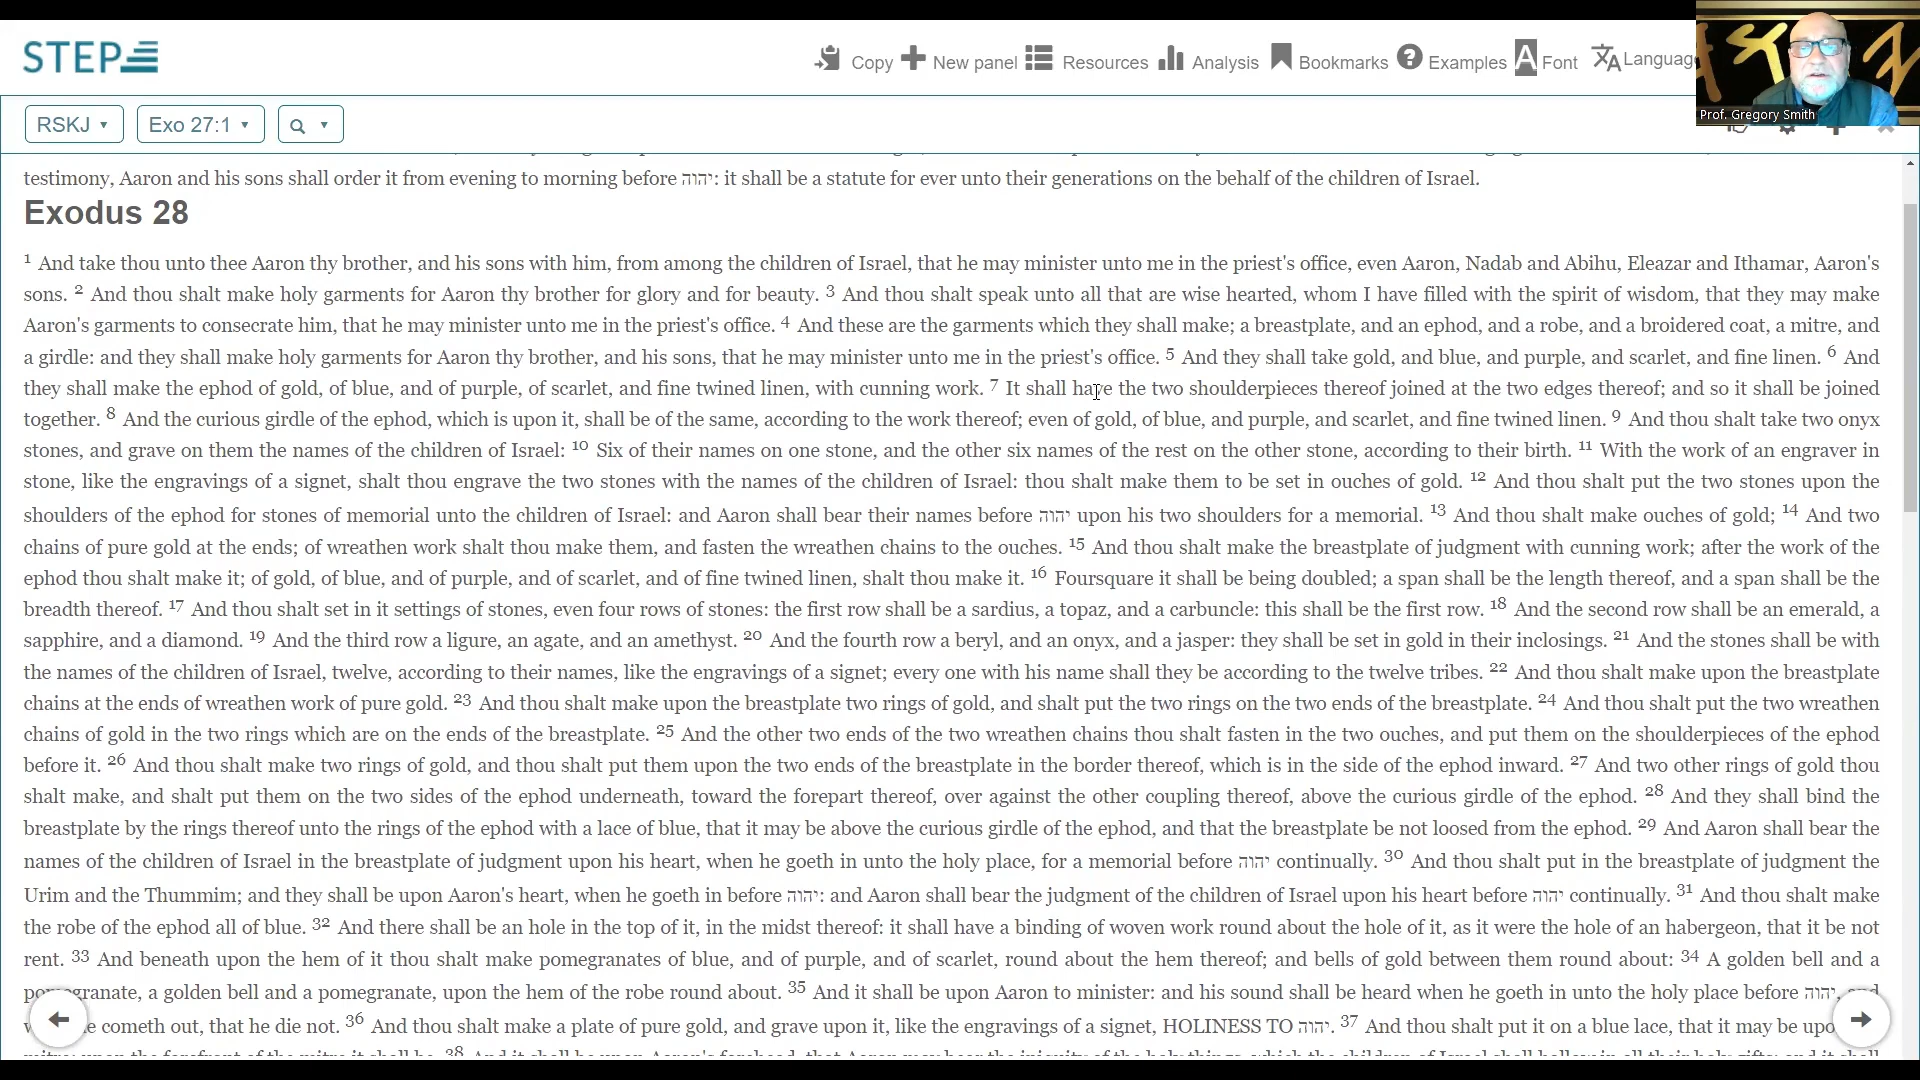 STEP
Copy New panel Resources Analysis Bookmarks Examples Font Languag
Prof. Gregory Smith
RSKJ Exo 27:1
testimony, Aaron and his sons shall order it from evening to morning before יהוה: it shall be a statute for ever unto their generations on the behalf of the children of Israel.
Exodus 28
1 And take thou unto thee Aaron thy brother, and his sons with him, from among the children of Israel, that he may minister unto me in the priest's office, even Aaron, Nadab and Abihu, Eleazar and Ithamar, Aaron's
sons. 2 And thou shalt make holy garments for Aaron thy brother for glory and for beauty. 3 And thou shalt speak unto all that are wise hearted, whom I have filled with the spirit of wisdom, that they may make
Aaron's garments to consecrate him, that he may minister unto me in the priest's office. 4 And these are the garments which they shall make; a breastplate, and an ephod, and a robe, and a broidered coat, a mitre, and
a girdle: and they shall make holy garments for Aaron thy brother, and his sons, that he may minister unto me in the priest's office. 5 And they shall take gold, and blue, and purple, and scarlet, and fine linen. 6 And
they shall make the ephod of gold, of blue, and of purple, of scarlet, and fine twined linen, with cunning work. 7 It shall have the two shoulderpieces thereof joined at the two edges thereof; and so it shall be joined
together. 8 And the curious girdle of the ephod, which is upon it, shall be of the same, according to the work thereof; even of gold, of blue, and purple, and scarlet, and fine twined linen. 9 And thou shalt take two onyx
stones, and grave on them the names of the children of Israel: 10 Six of their names on one stone, and the other six names of the rest on the other stone, according to their birth. 11 With the work of an engraver in
stone, like the engravings of a signet, shalt thou engrave the two stones with the names of the children of Israel: thou shalt make them to be set in ouches of gold. 12 And thou shalt put the two stones upon the
shoulders of the ephod for stones of memorial unto the children of Israel: and Aaron shall bear their names before יהוה upon his two shoulders for a memorial. 13 And thou shalt make ouches of gold; 14 And two
chains of pure gold at the ends; of wreathen work shalt thou make them, and fasten the wreathen chains to the ouches. 15 And thou shalt make the breastplate of judgment with cunning work; after the work of the
ephod thou shalt make it; of gold, of blue, and of purple, and of scarlet, and of fine twined linen, shalt thou make it. 16 Foursquare it shall be being doubled; a span shall be the length thereof, and a span shall be the
breadth thereof. 17 And thou shalt set in it settings of stones, even four rows of stones: the first row shall be a sardius, a topaz, and a carbuncle: this shall be the first row. 18 And the second row shall be an emerald, a
sapphire, and a diamond. 19 And the third row a ligure, an agate, and an amethyst. 20 And the fourth row a beryl, and an onyx, and a jasper: they shall be set in gold in their inclosings. 21 And the stones shall be with
the names of the children of Israel, twelve, according to their names, like the engravings of a signet; every one with his name shall they be according to the twelve tribes. 22 And thou shalt make upon the breastplate
chains at the ends of wreathen work of pure gold. 23 And thou shalt make upon the breastplate two rings of gold, and shalt put the two rings on the two ends of the breastplate. 24 And thou shalt put the two wreathen
chains of gold in the two rings which are on the ends of the breastplate. 25 And the other two ends of the two wreathen chains thou shalt fasten in the two ouches, and put them on the shoulderpieces of the ephod
before it. 26 And thou shalt make two rings of gold, and thou shalt put them upon the two ends of the breastplate in the border thereof, which is in the side of the ephod inward. 27 And two other rings of gold thou
shalt make, and shalt put them on the two sides of the ephod underneath, toward the forepart thereof, over against the other coupling thereof, above the curious girdle of the ephod. 28 And they shall bind the
breastplate by the rings thereof unto the rings of the ephod with a lace of blue, that it may be above the curious girdle of the ephod, and that the breastplate be not loosed from the ephod. 29 And Aaron shall bear the
names of the children of Israel in the breastplate of judgment upon his heart, when he goeth in unto the holy place, for a memorial before יהוה continually. 30 And thou shalt put in the breastplate of judgment the
Urim and the Thummim; and they shall be upon Aaron's heart, when he goeth in before יהוה: and Aaron shall bear the judgment of the children of Israel upon his heart before יהוה continually. 31 And thou shalt make
the robe of the ephod all of blue. 32 And there shall be an hole in the top of it, in the midst thereof: it shall have a binding of woven work round about the hole of it, as it were the hole of an habergeon, that it be not
rent. 33 And beneath upon the hem of it thou shalt make pomegranates of blue, and of purple, and of scarlet, round about the hem thereof; and bells of gold between them round about: 34 A golden bell and a
pomegranate, a golden bell and a pomegranate, upon the hem of the robe round about. 35 And it shall be upon Aaron to minister: and his sound shall be heard when he goeth in unto the holy place before יהוה, and
cometh out, that he die not. 36 And thou shalt make a plate of pure gold, and grave upon it, like the engravings of a signet, HOLINESS TO יהוה. 37 And thou shalt put it on a blue lace, that it may be upo
38 And it shall be upon Aaron's forehead, that Aaron may bear the iniquity of the holy things, which the children of Israel shall hallow in all their holy gifts; and it shall